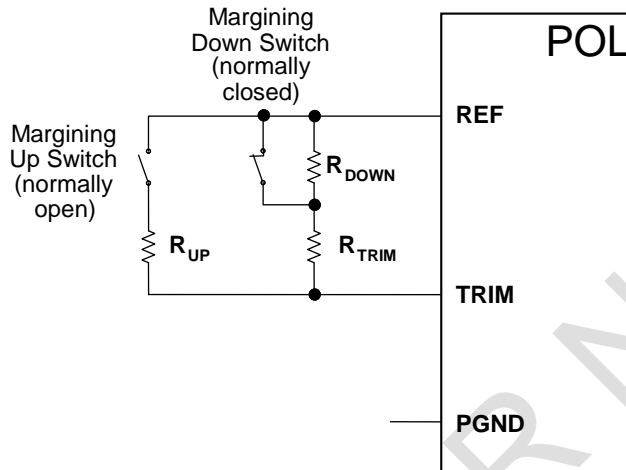 Margining
Down Switch
(normally
closed)
POL
REF
Margining
Up Switch
(normally
open)
RDOWN
RUP
RTRIM
TRIM
PGND